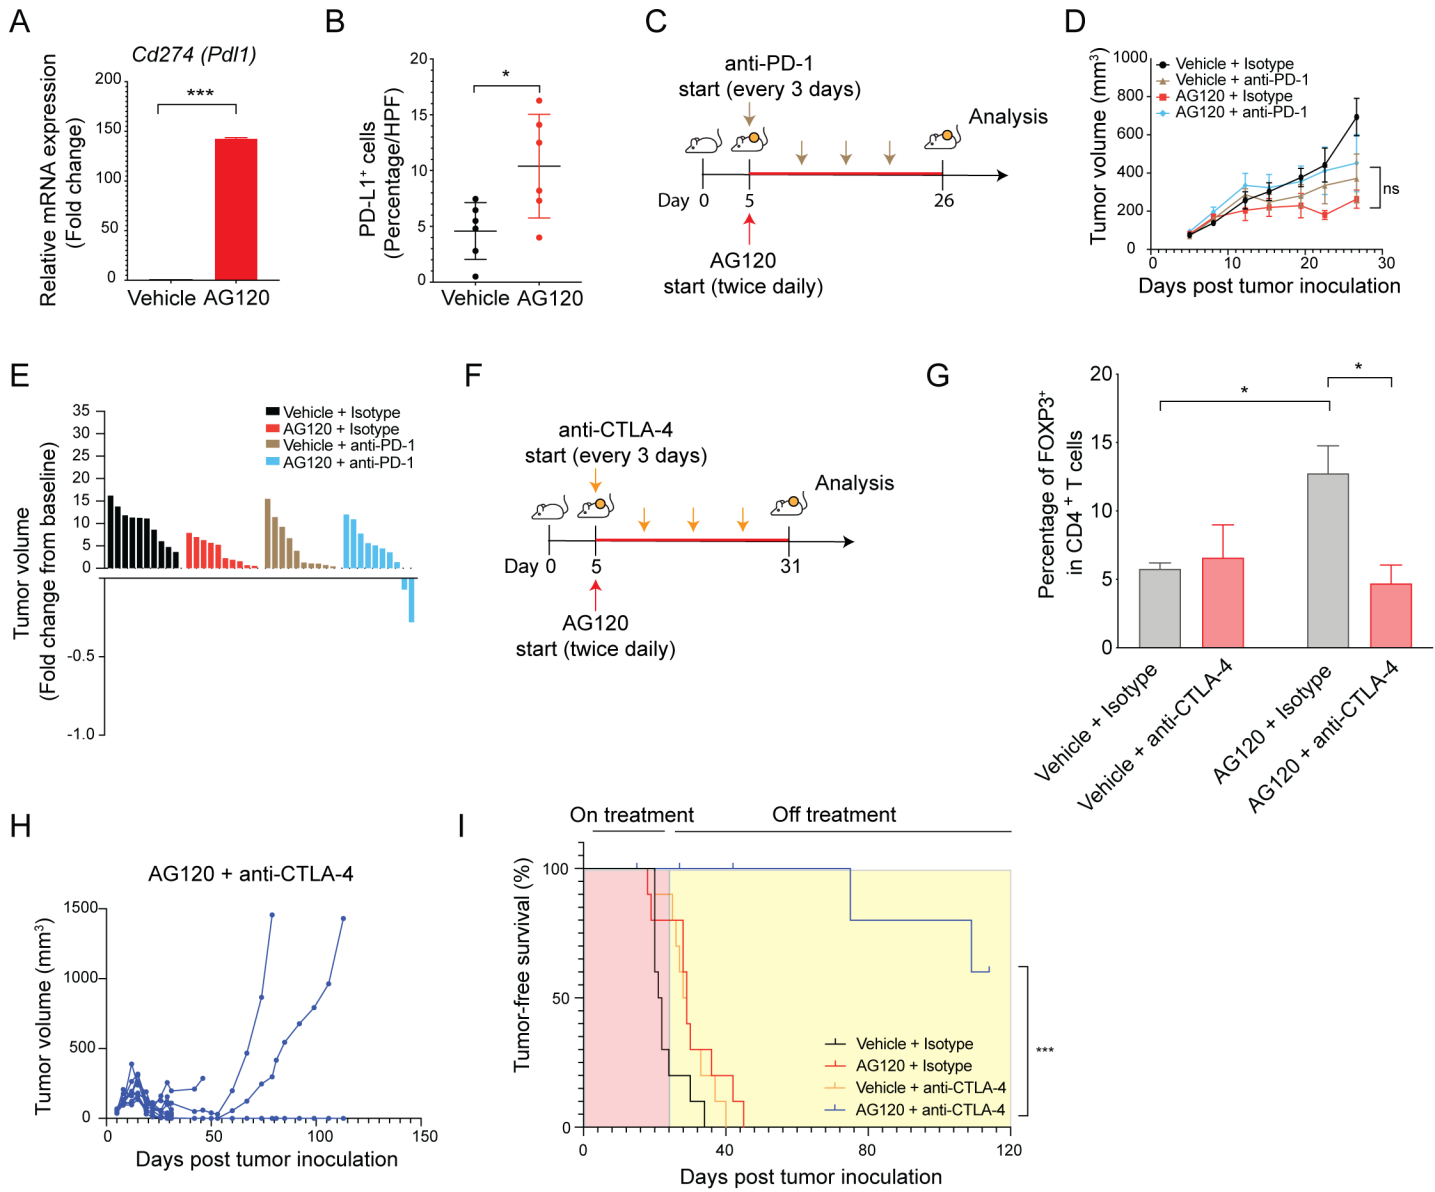 A
Cd274 (Pdl1)
Relative mRNA expression
(Fold change)
200
150
100
50
0
***
Vehicle AG120
B
PD-L1⁺ cells
(Percentage/HPF)
20
15
10
5
0
*
Vehicle AG120
C
anti-PD-1
start (every 3 days)
Analysis
Day 0 5 26
AG120
start (twice daily)
D
Tumor volume (mm³)
1000
800
600
400
200
0
Vehicle + Isotype
Vehicle + anti-PD-1
AG120 + Isotype
AG120 + anti-PD-1
ns
0 10 20 30
Days post tumor inoculation
E
Tumor volume
(Fold change from baseline)
35
30
25
20
15
10
5
0
-0.5
-1.0
Vehicle + Isotype
AG120 + Isotype
Vehicle + anti-PD-1
AG120 + anti-PD-1
F
anti-CTLA-4
start (every 3 days)
Analysis
Day 0 5 31
AG120
start (twice daily)
G
Percentage of FOXP3⁺
in CD4⁺ T cells
20
15
10
5
0
*
*
Vehicle + Isotype
Vehicle + anti-CTLA-4
AG120 + Isotype
AG120 + anti-CTLA-4
H
AG120 + anti-CTLA-4
Tumor volume (mm³)
1500
1000
500
0
0 50 100 150
Days post tumor inoculation
I
On treatment Off treatment
Tumor-free survival (%)
100
50
0
Vehicle + Isotype
AG120 + Isotype
Vehicle + anti-CTLA-4
AG120 + anti-CTLA-4
***
0 40 80 120
Days post tumor inoculation